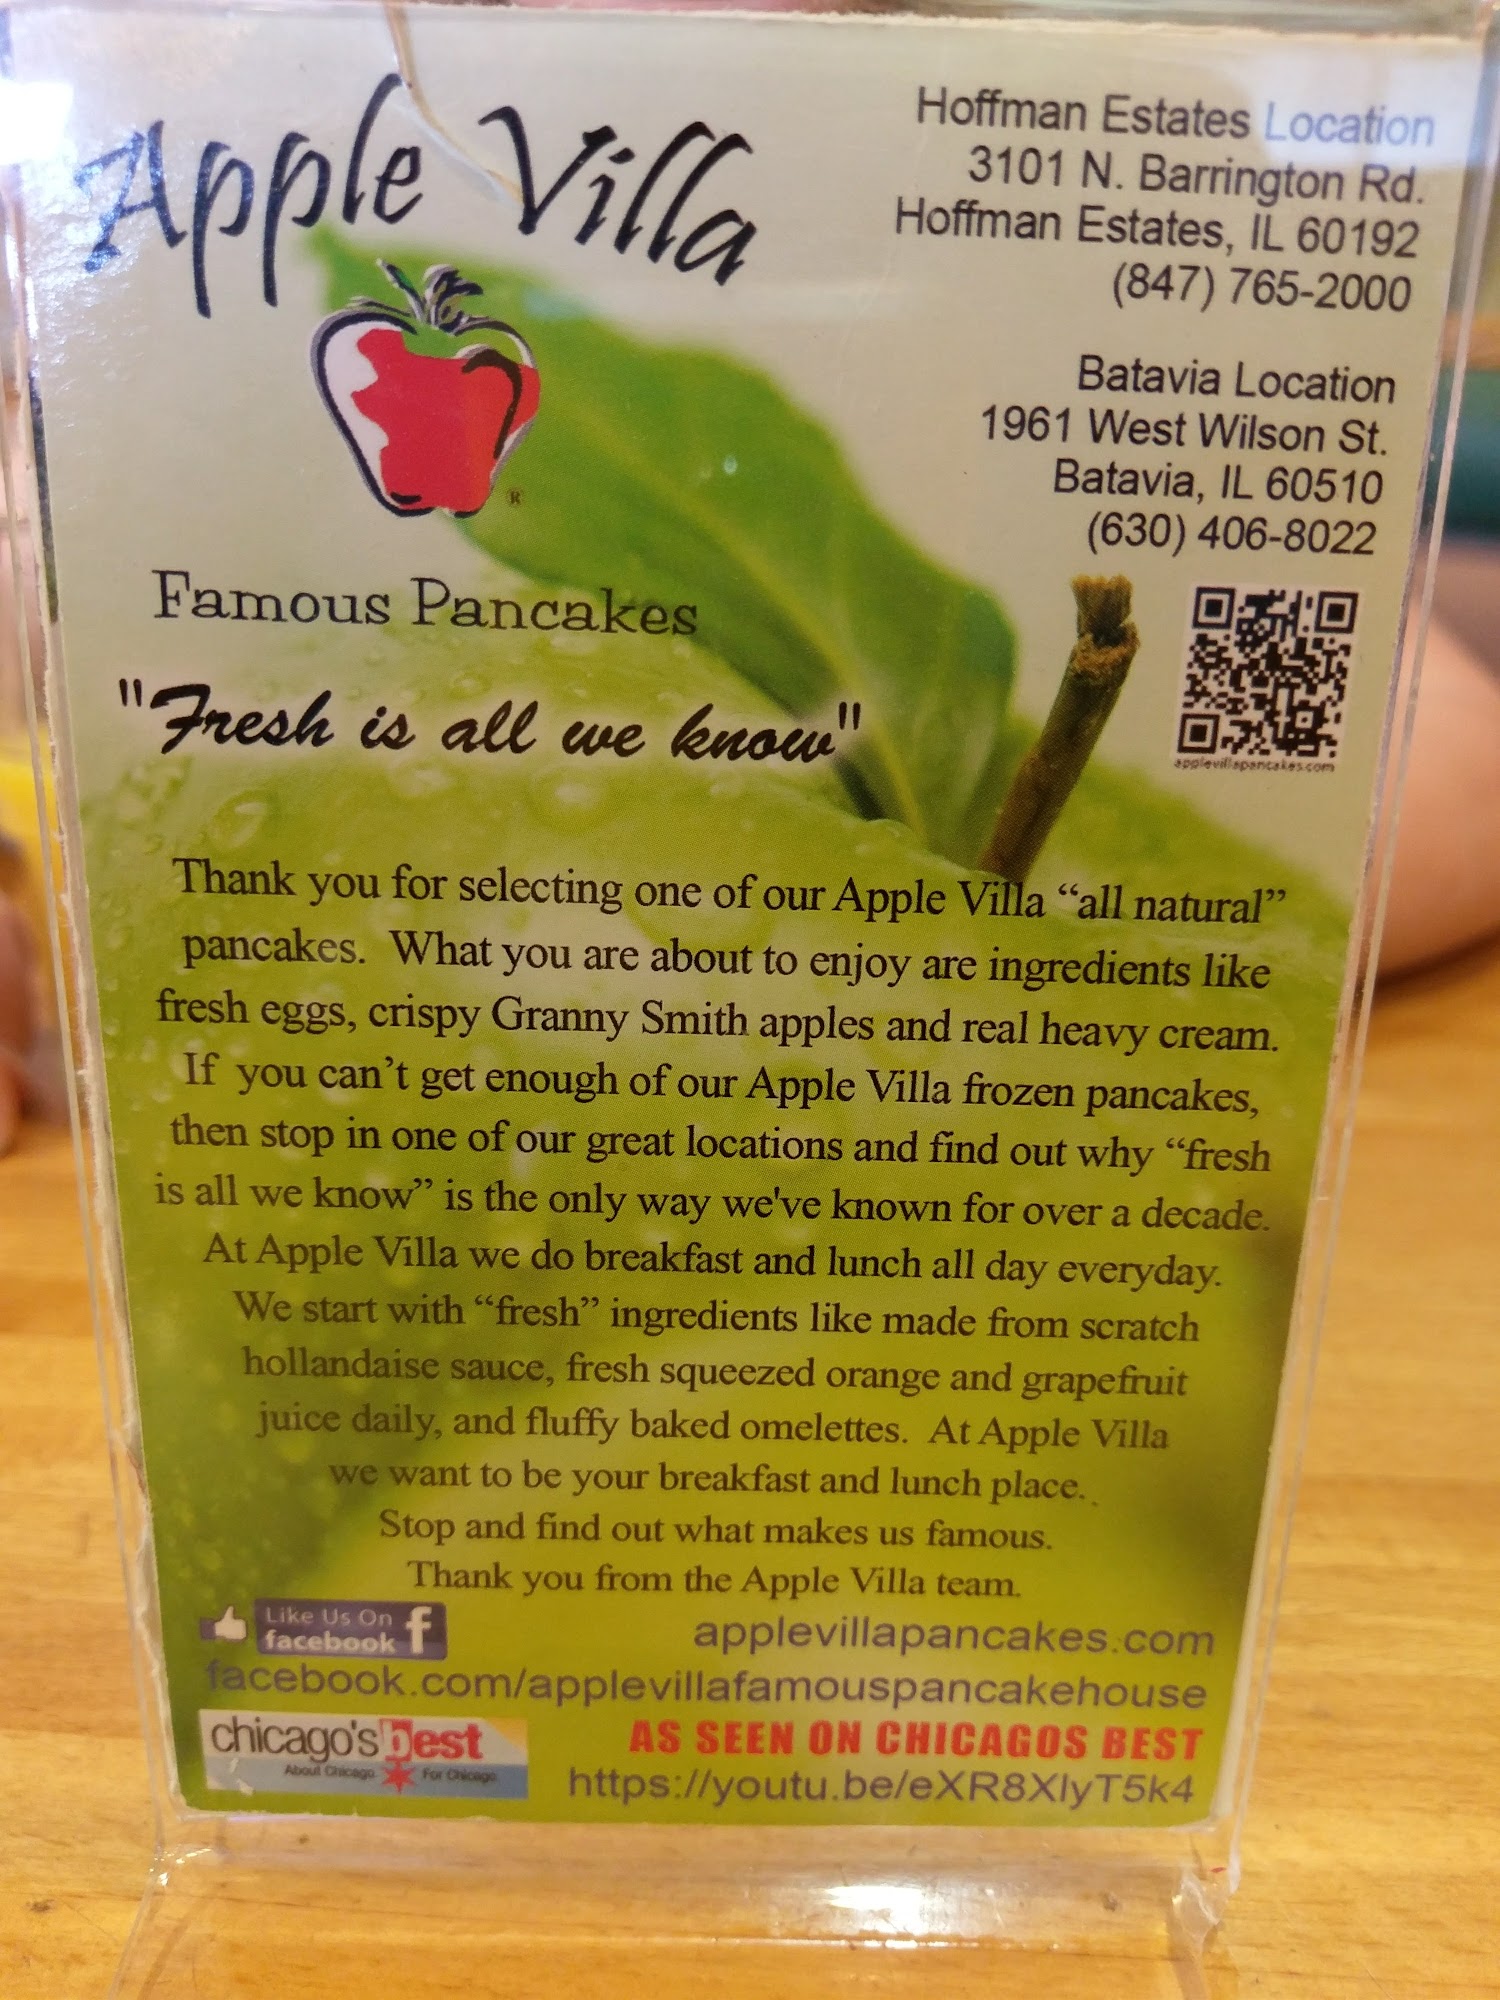 Apple Villa
®
Famous Pancakes
"Fresh is all we know"
Hoffman Estates Location
3101 N. Barrington Rd.
Hoffman Estates, IL 60192
(847) 765-2000
Batavia Location
1961 West Wilson St.
Batavia, IL 60510
(630) 406-8022
applevillapancakes.com
Thank you for selecting one of our Apple Villa “all natural”
pancakes. What you are about to enjoy are ingredients like
fresh eggs, crispy Granny Smith apples and real heavy cream.
If you can’t get enough of our Apple Villa frozen pancakes,
then stop in one of our great locations and find out why “fresh
is all we know” is the only way we've known for over a decade.
At Apple Villa we do breakfast and lunch all day everyday.
We start with “fresh” ingredients like made from scratch
hollandaise sauce, fresh squeezed orange and grapefruit
juice daily, and fluffy baked omelettes. At Apple Villa
we want to be your breakfast and lunch place..
Stop and find out what makes us famous.
Thank you from the Apple Villa team.
Like Us On
facebook f
applevillapancakes.com
facebook.com/applevillafamouspancakehouse
chicago's best
About Chicago For Chicago
AS SEEN ON CHICAGOS BEST
https://youtu.be/eXR8XlyT5k4